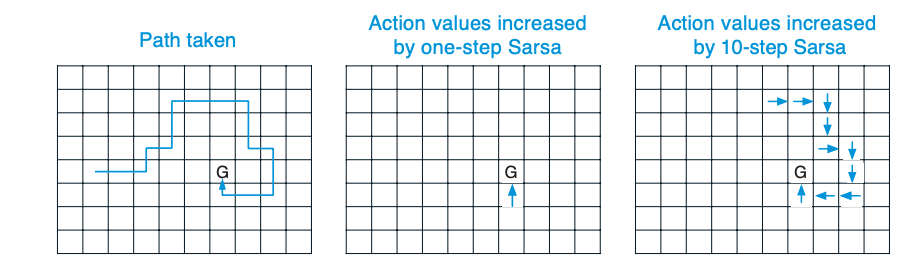 Path taken
Action values increased
by one-step Sarsa
Action values increased
by 10-step Sarsa
G
G
G